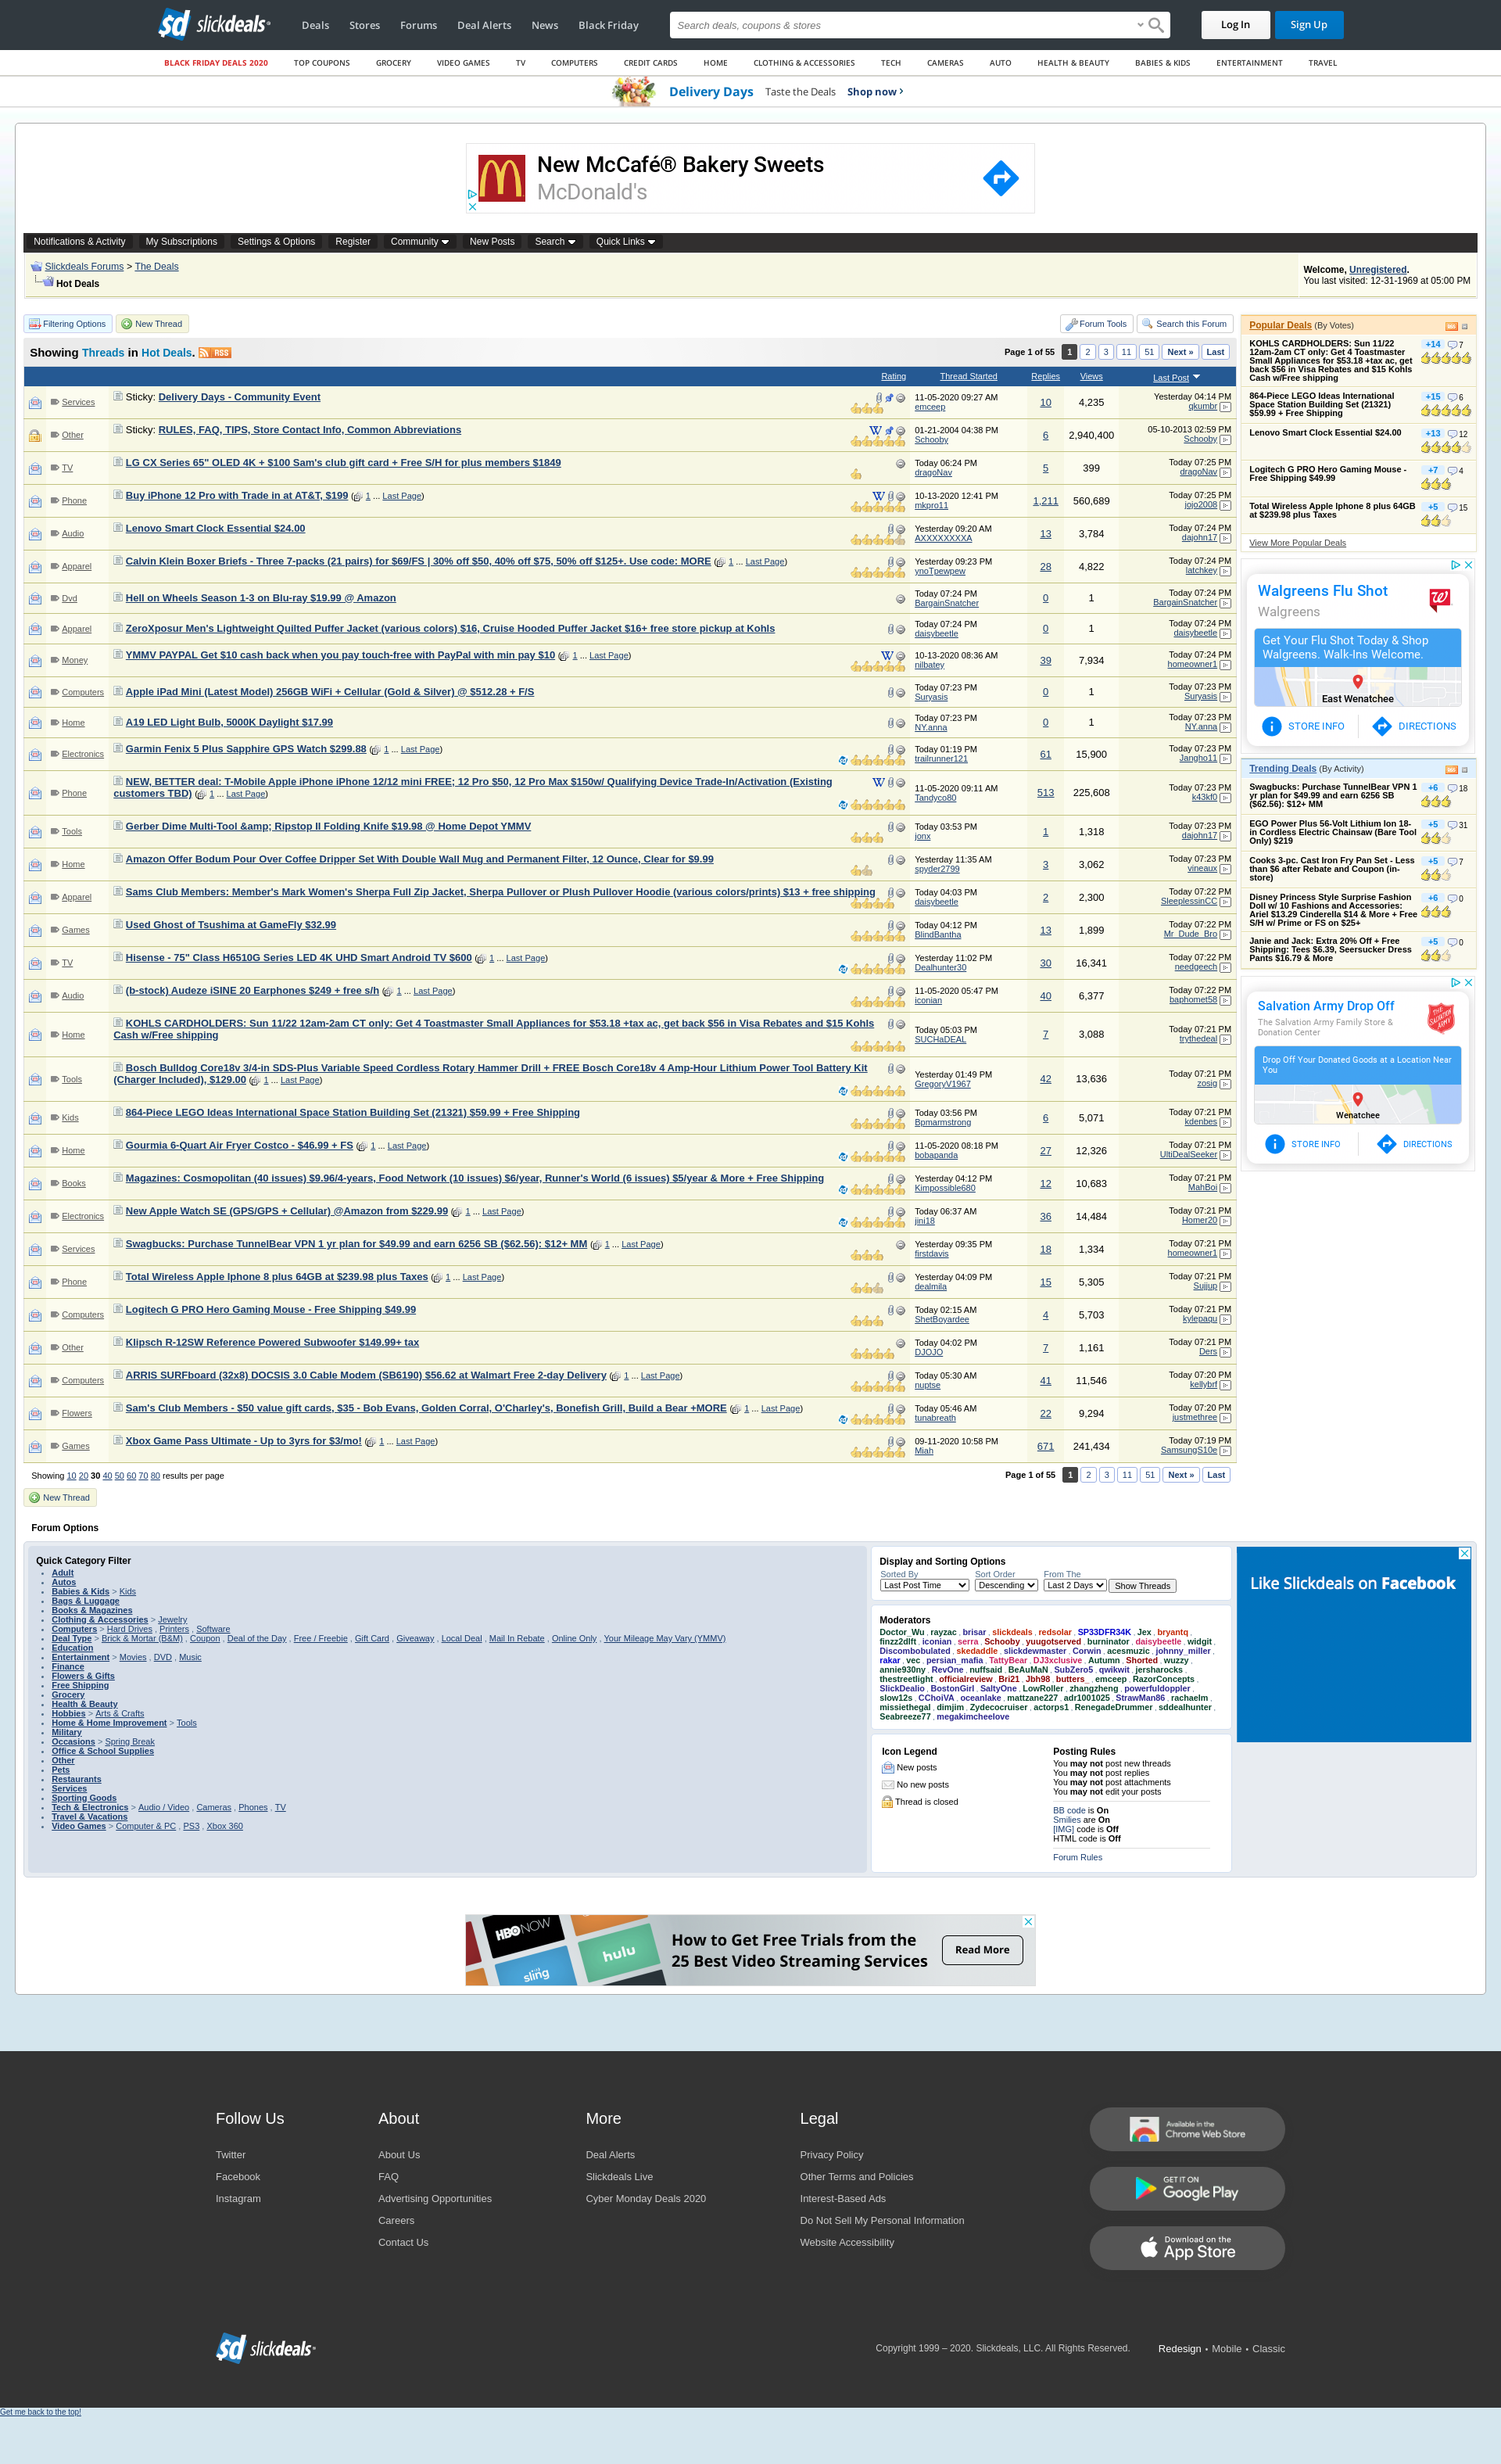 slickdeals
Deals Stores Forums Deal Alerts News Black Friday
Search deals, coupons & stores
Log In Sign Up
BLACK FRIDAY DEALS 2020 TOP COUPONS GROCERY VIDEO GAMES TV COMPUTERS CREDIT CARDS HOME CLOTHING & ACCESSORIES TECH CAMERAS AUTO HEALTH & BEAUTY BABIES & KIDS ENTERTAINMENT TRAVEL
Delivery Days Taste the Deals Shop now ›
New McCafé® Bakery Sweets
McDonald's
Notifications & Activity My Subscriptions Settings & Options Register Community New Posts Search Quick Links
Slickdeals Forums > The Deals
Hot Deals
Welcome, Unregistered.
You last visited: 12-31-1969 at 05:00 PM
Filtering Options New Thread Forum Tools Search this Forum
Showing Threads in Hot Deals. RSS
Page 1 of 55 1 2 3 11 51 Next » Last
Rating Thread Started Replies Views Last Post
Services Sticky: Delivery Days - Community Event 11-05-2020 09:27 AM emceep 10 4,235 Yesterday 04:14 PM qkumbr
Other Sticky: RULES, FAQ, TIPS, Store Contact Info, Common Abbreviations 01-21-2004 04:38 PM Schooby 6 2,940,400 05-10-2013 02:59 PM Schooby
TV LG CX Series 65" OLED 4K + $100 Sam's club gift card + Free S/H for plus members $1849 Today 06:24 PM dragoNav 5 399 Today 07:25 PM dragoNav
Phone Buy iPhone 12 Pro with Trade in at AT&T, $199 ( 1 ... Last Page) 10-13-2020 12:41 PM mkpro11 1,211 560,689 Today 07:25 PM jojo2008
Audio Lenovo Smart Clock Essential $24.00 Yesterday 09:20 AM AXXXXXXXXA 13 3,784 Today 07:24 PM dajohn17
Apparel Calvin Klein Boxer Briefs - Three 7-packs (21 pairs) for $69/FS | 30% off $50, 40% off $75, 50% off $125+. Use code: MORE ( 1 ... Last Page) Yesterday 09:23 PM ynoTpewpew 28 4,822 Today 07:24 PM latchkey
Dvd Hell on Wheels Season 1-3 on Blu-ray $19.99 @ Amazon Today 07:24 PM BargainSnatcher 0 1 Today 07:24 PM BargainSnatcher
Apparel ZeroXposur Men's Lightweight Quilted Puffer Jacket (various colors) $16, Cruise Hooded Puffer Jacket $16+ free store pickup at Kohls Today 07:24 PM daisybeetle 0 1 Today 07:24 PM daisybeetle
Money YMMV PAYPAL Get $10 cash back when you pay touch-free with PayPal with min pay $10 ( 1 ... Last Page) 10-13-2020 08:36 AM nilbatey 39 7,934 Today 07:24 PM homeowner1
Computers Apple iPad Mini (Latest Model) 256GB WiFi + Cellular (Gold & Silver) @ $512.28 + F/S Today 07:23 PM Suryasis 0 1 Today 07:23 PM Suryasis
Home A19 LED Light Bulb, 5000K Daylight $17.99 Today 07:23 PM NY.anna 0 1 Today 07:23 PM NY.anna
Electronics Garmin Fenix 5 Plus Sapphire GPS Watch $299.88 ( 1 ... Last Page) Today 01:19 PM trailrunner121 61 15,900 Today 07:23 PM Jangho11
Phone NEW, BETTER deal: T-Mobile Apple iPhone iPhone 12/12 mini FREE; 12 Pro $50, 12 Pro Max $150w/ Qualifying Device Trade-In/Activation (Existing customers TBD) ( 1 ... Last Page) 11-05-2020 09:11 AM Tandyco80 513 225,608 Today 07:23 PM k43kf0
Tools Gerber Dime Multi-Tool &amp; Ripstop II Folding Knife $19.98 @ Home Depot YMMV Today 03:53 PM jonx 1 1,318 Today 07:23 PM dajohn17
Home Amazon Offer Bodum Pour Over Coffee Dripper Set With Double Wall Mug and Permanent Filter, 12 Ounce, Clear for $9.99 Yesterday 11:35 AM spyder2799 3 3,062 Today 07:23 PM vineaux
Apparel Sams Club Members: Member's Mark Women's Sherpa Full Zip Jacket, Sherpa Pullover or Plush Pullover Hoodie (various colors/prints) $13 + free shipping Today 04:03 PM daisybeetle 2 2,300 Today 07:22 PM SleeplessinCC
Games Used Ghost of Tsushima at GameFly $32.99 Today 04:12 PM BlindBantha 13 1,899 Today 07:22 PM Mr_Dude_Bro
TV Hisense - 75" Class H6510G Series LED 4K UHD Smart Android TV $600 ( 1 ... Last Page) Yesterday 11:02 PM Dealhunter30 30 16,341 Today 07:22 PM needgeech
Audio (b-stock) Audeze iSINE 20 Earphones $249 + free s/h ( 1 ... Last Page) 11-05-2020 05:47 PM iconian 40 6,377 Today 07:22 PM baphomet58
Home KOHLS CARDHOLDERS: Sun 11/22 12am-2am CT only: Get 4 Toastmaster Small Appliances for $53.18 +tax ac, get back $56 in Visa Rebates and $15 Kohls Cash w/Free shipping Today 05:03 PM SUCHaDEAL 7 3,088 Today 07:21 PM trythedeal
Tools Bosch Bulldog Core18v 3/4-in SDS-Plus Variable Speed Cordless Rotary Hammer Drill + FREE Bosch Core18v 4 Amp-Hour Lithium Power Tool Battery Kit (Charger Included), $129.00 ( 1 ... Last Page) Yesterday 01:49 PM GregoryV1967 42 13,636 Today 07:21 PM zosig
Kids 864-Piece LEGO Ideas International Space Station Building Set (21321) $59.99 + Free Shipping Today 03:56 PM Bpmarmstrong 6 5,071 Today 07:21 PM kdenbes
Home Gourmia 6-Quart Air Fryer Costco - $46.99 + FS ( 1 ... Last Page) 11-05-2020 08:18 PM bobapanda 27 12,326 Today 07:21 PM UltiDealSeeker
Books Magazines: Cosmopolitan (40 issues) $9.96/4-years, Food Network (10 issues) $6/year, Runner's World (6 issues) $5/year & More + Free Shipping Yesterday 04:12 PM Kimpossible680 12 10,683 Today 07:21 PM MahBoi
Electronics New Apple Watch SE (GPS/GPS + Cellular) @Amazon from $229.99 ( 1 ... Last Page) Today 06:37 AM jini18 36 14,484 Today 07:21 PM Homer20
Services Swagbucks: Purchase TunnelBear VPN 1 yr plan for $49.99 and earn 6256 SB ($62.56): $12+ MM ( 1 ... Last Page) Yesterday 09:35 PM firstdavis 18 1,334 Today 07:21 PM homeowner1
Phone Total Wireless Apple Iphone 8 plus 64GB at $239.98 plus Taxes ( 1 ... Last Page) Yesterday 04:09 PM dealmila 15 5,305 Today 07:21 PM Sujjup
Computers Logitech G PRO Hero Gaming Mouse - Free Shipping $49.99 Today 02:15 AM ShetBoyardee 4 5,703 Today 07:21 PM kylepaqu
Other Klipsch R-12SW Reference Powered Subwoofer $149.99+ tax Today 04:02 PM DJOJO 7 1,161 Today 07:21 PM Ders
Computers ARRIS SURFboard (32x8) DOCSIS 3.0 Cable Modem (SB6190) $56.62 at Walmart Free 2-day Delivery ( 1 ... Last Page) Today 05:30 AM nuptse 41 11,546 Today 07:20 PM kellybrf
Flowers Sam's Club Members - $50 value gift cards, $35 - Bob Evans, Golden Corral, O'Charley's, Bonefish Grill, Build a Bear +MORE ( 1 ... Last Page) Today 05:46 AM tunabreath 22 9,294 Today 07:20 PM justmethree
Games Xbox Game Pass Ultimate - Up to 3yrs for $3/mo! ( 1 ... Last Page) 09-11-2020 10:58 PM Miah 671 241,434 Today 07:19 PM SamsungS10e
Showing 10 20 30 40 50 60 70 80 results per page
Page 1 of 55 1 2 3 11 51 Next » Last
New Thread
Popular Deals (By Votes)
KOHLS CARDHOLDERS: Sun 11/22 12am-2am CT only: Get 4 Toastmaster Small Appliances for $53.18 +tax ac, get back $56 in Visa Rebates and $15 Kohls Cash w/Free shipping +14 7
864-Piece LEGO Ideas International Space Station Building Set (21321) $59.99 + Free Shipping +15 6
Lenovo Smart Clock Essential $24.00 +13 12
Logitech G PRO Hero Gaming Mouse - Free Shipping $49.99 +7 4
Total Wireless Apple Iphone 8 plus 64GB at $239.98 plus Taxes +5 15
View More Popular Deals
Walgreens Flu Shot
Walgreens
Get Your Flu Shot Today & Shop Walgreens. Walk-Ins Welcome.
East Wenatchee
STORE INFO DIRECTIONS
Trending Deals (By Activity)
Swagbucks: Purchase TunnelBear VPN 1 yr plan for $49.99 and earn 6256 SB ($62.56): $12+ MM +6 18
EGO Power Plus 56-Volt Lithium Ion 18-in Cordless Electric Chainsaw (Bare Tool Only) $219 +5 31
Cooks 3-pc. Cast Iron Fry Pan Set - Less than $6 after Rebate and Coupon (in-store) +5 7
Disney Princess Style Surprise Fashion Doll w/ 10 Fashions and Accessories: Ariel $13.29 Cinderella $14 & More + Free S/H w/ Prime or FS on $25+ +6 0
Janie and Jack: Extra 20% Off + Free Shipping: Tees $6.39, Seersucker Dress Pants $16.79 & More +5 0
Salvation Army Drop Off
The Salvation Army Family Store & Donation Center
Drop Off Your Donated Goods at a Location Near You
Wenatchee
STORE INFO DIRECTIONS
Forum Options
Quick Category Filter
Adult
Autos
Babies & Kids > Kids
Bags & Luggage
Books & Magazines
Clothing & Accessories > Jewelry
Computers > Hard Drives , Printers , Software
Deal Type > Brick & Mortar (B&M) , Coupon , Deal of the Day , Free / Freebie , Gift Card , Giveaway , Local Deal , Mail In Rebate , Online Only , Your Mileage May Vary (YMMV)
Education
Entertainment > Movies , DVD , Music
Finance
Flowers & Gifts
Free Shipping
Grocery
Health & Beauty
Hobbies > Arts & Crafts
Home & Home Improvement > Tools
Military
Occasions > Spring Break
Office & School Supplies
Other
Pets
Restaurants
Services
Sporting Goods
Tech & Electronics > Audio / Video , Cameras , Phones , TV
Travel & Vacations
Video Games > Computer & PC , PS3 , Xbox 360
Display and Sorting Options
Sorted By Sort Order From The
Last Post Time Descending Last 2 Days Show Threads
Moderators
Doctor_Wu , rayzac , brisar , slickdeals , redsolar , SP33DFR34K , Jex , bryantq ,
finzz2dlft , iconian , serra , Schooby , yuugotserved , burninator , daisybeetle , widgit ,
Discombobulated , skedaddle , slickdewmaster , Corwin , acesmuzic , johnny_miller ,
rakar , vec , persian_mafia , TattyBear , DJ3xclusive , Autumn , Shorted , wuzzy ,
annie930ny , RevOne , nuffsaid , BeAuMaN , SubZero5 , qwikwit , jersharocks ,
thestreetlight , officialreview , Bri21 , Jbh98 , butters_ , emceep , RazorConcepts ,
SlickDealio , BostonGirl , SaltyOne , LowRoller , zhangzheng , powerfuldoppler ,
slow12s , CChoiVA , oceanlake , mattzane227 , adr1001025 , StrawMan86 , rachaelm ,
missiethegal , dimjim , Zydecocruiser , actorps1 , RenegadeDrummer , sddealhunter ,
Seabreeze77 , megakimcheelove
Icon Legend
New posts
No new posts
Thread is closed
Posting Rules
You may not post new threads
You may not post replies
You may not post attachments
You may not edit your posts
BB code is On
Smilies are On
[IMG] code is Off
HTML code is Off
Forum Rules
Like Slickdeals on Facebook
HBO NOW sling hulu
How to Get Free Trials from the
25 Best Video Streaming Services
Read More
Follow Us
Twitter
Facebook
Instagram
About
About Us
FAQ
Advertising Opportunities
Careers
Contact Us
More
Deal Alerts
Slickdeals Live
Cyber Monday Deals 2020
Legal
Privacy Policy
Other Terms and Policies
Interest-Based Ads
Do Not Sell My Personal Information
Website Accessibility
Available in the Chrome Web Store
GET IT ON Google Play
Download on the App Store
slickdeals
Copyright 1999 – 2020. Slickdeals, LLC. All Rights Reserved.
Redesign • Mobile • Classic
Get me back to the top!